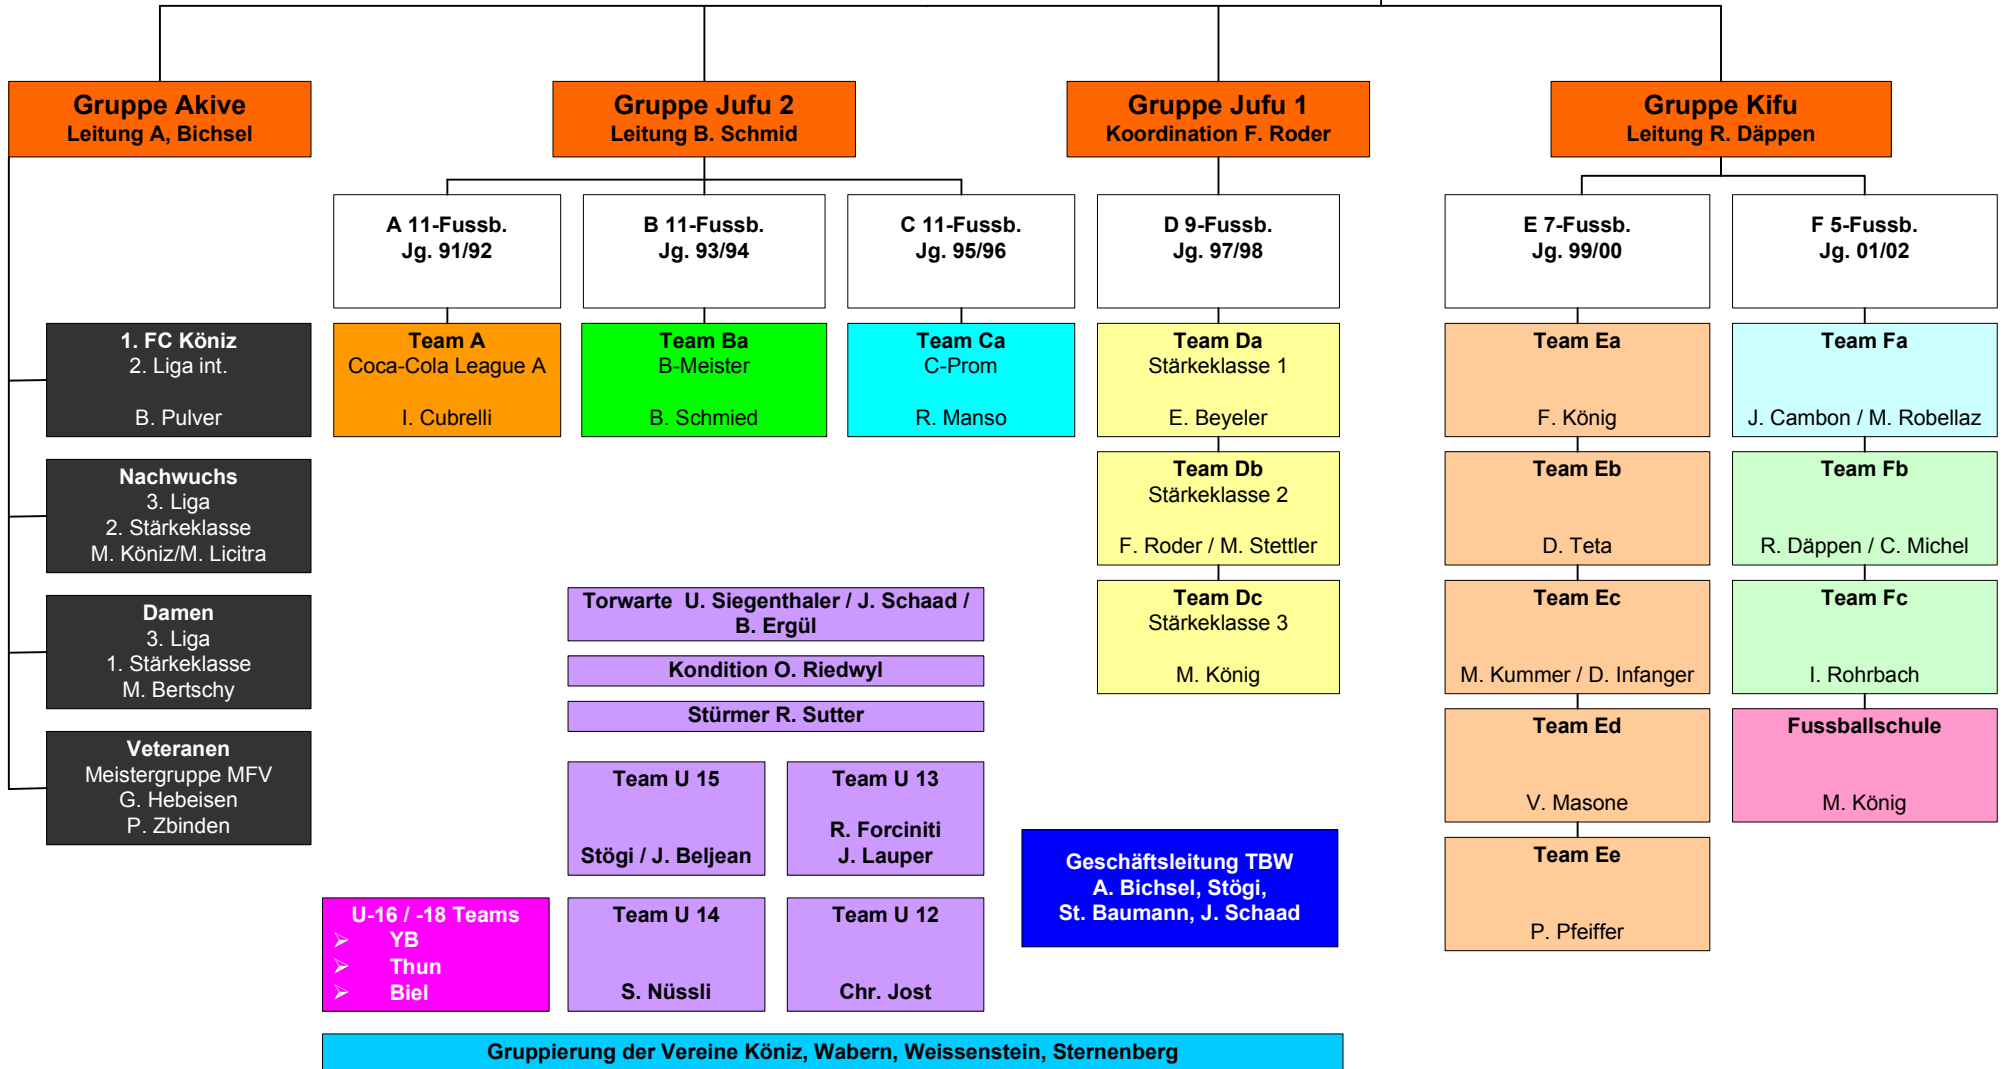 Gruppe Akive
Leitung A, Bichsel
Gruppe Jufu 2
Leitung B. Schmid
Gruppe Jufu 1
Koordination F. Roder
Gruppe Kifu
Leitung R. Däppen
A 11-Fussb.
Jg. 91/92
B 11-Fussb.
Jg. 93/94
C 11-Fussb.
Jg. 95/96
D 9-Fussb.
Jg. 97/98
E 7-Fussb.
Jg. 99/00
F 5-Fussb.
Jg. 01/02
1. FC Köniz
2. Liga int.
B. Pulver
Team A
Coca-Cola League A
I. Cubrelli
Team Ba
B-Meister
B. Schmied
Team Ca
C-Prom
R. Manso
Team Da
Stärkeklasse 1
E. Beyeler
Team Ea
F. König
Team Fa
J. Cambon / M. Robellaz
Nachwuchs
3. Liga
2. Stärkeklasse
M. Köniz/M. Licitra
Team Db
Stärkeklasse 2
F. Roder / M. Stettler
Team Eb
D. Teta
Team Fb
R. Däppen / C. Michel
Damen
3. Liga
1. Stärkeklasse
M. Bertschy
Torwarte  U. Siegenthaler / J. Schaad /
B. Ergül
Kondition O. Riedwyl
Stürmer R. Sutter
Team Dc
Stärkeklasse 3
M. König
Team Ec
M. Kummer / D. Infanger
Team Fc
I. Rohrbach
Veteranen
Meistergruppe MFV
G. Hebeisen
P. Zbinden
Team U 15
Stögi / J. Beljean
Team U 13
R. Forciniti
J. Lauper
Team Ed
V. Masone
Fussballschule
M. König
Geschäftsleitung TBW
A. Bichsel, Stögi,
St. Baumann, J. Schaad
Team Ee
P. Pfeiffer
U-16 / -18 Teams
➢ YB
➢ Thun
➢ Biel
Team U 14
S. Nüssli
Team U 12
Chr. Jost
Gruppierung der Vereine Köniz, Wabern, Weissenstein, Sternenberg